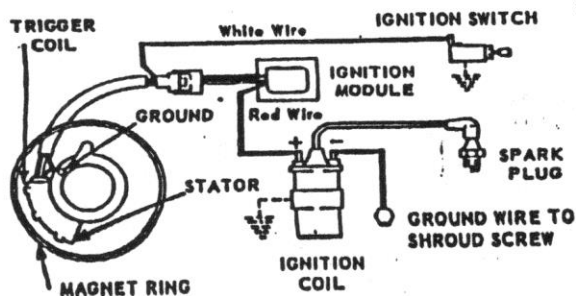 TRIGGER
COIL
White Wire
IGNITION SWITCH
GROUND
IGNITION
MODULE
Red Wire
+
-
SPARK
PLUG
STATOR
GROUND WIRE TO
SHROUD SCREW
IGNITION
COIL
MAGNET RING